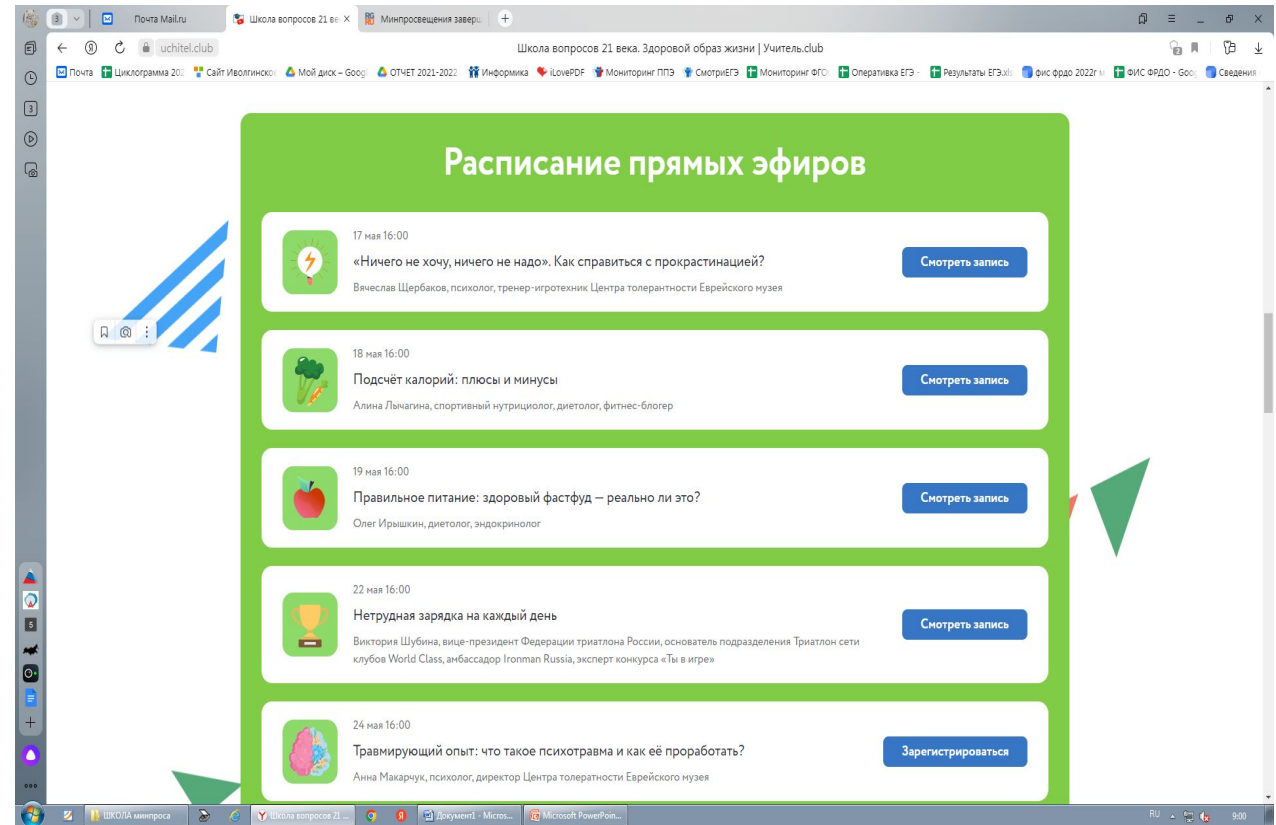 3
Почта Mail.ru
Школа вопросов 21 ве
Минпросвещения заверш
uchitel.club
Школа вопросов 21 века. Здоровой образ жизни | Учитель.club
Почта
Циклограмма 202
Сайт Иволгинског
Мой диск – Googl
ОТЧЕТ 2021-2022
Информика
iLovePDF
Мониторинг ППЭ
СмотриЕГЭ
Мониторинг ФГО
Оперативка ЕГЭ -
Результаты ЕГЭ.xls
фис фрдо 2022г м
ФИС ФРДО - Goog
Сведения
3
Расписание прямых эфиров
17 мая 16:00
«Ничего не хочу, ничего не надо». Как справиться с прокрастинацией?
Вячеслав Щербаков, психолог, тренер-игротехник Центра толерантности Еврейского музея
Смотреть запись
18 мая 16:00
Подсчёт калорий: плюсы и минусы
Алина Лычагина, спортивный нутрициолог, диетолог, фитнес-блогер
Смотреть запись
19 мая 16:00
Правильное питание: здоровый фастфуд — реально ли это?
Олег Ирышкин, диетолог, эндокринолог
Смотреть запись
22 мая 16:00
Нетрудная зарядка на каждый день
Виктория Шубина, вице-президент Федерации триатлона России, основатель подразделения Триатлон сети
клубов World Class, амбассадор Ironman Russia, эксперт конкурса «Ты в игре»
Смотреть запись
24 мая 16:00
Травмирующий опыт: что такое психотравма и как её проработать?
Анна Макарчук, психолог, директор Центра толератности Еврейского музея
Зарегистрироваться
5
ШКОЛА минпроса
Школа вопросов 21 ...
Документ1 - Micros...
Microsoft PowerPoin...
RU
9:00